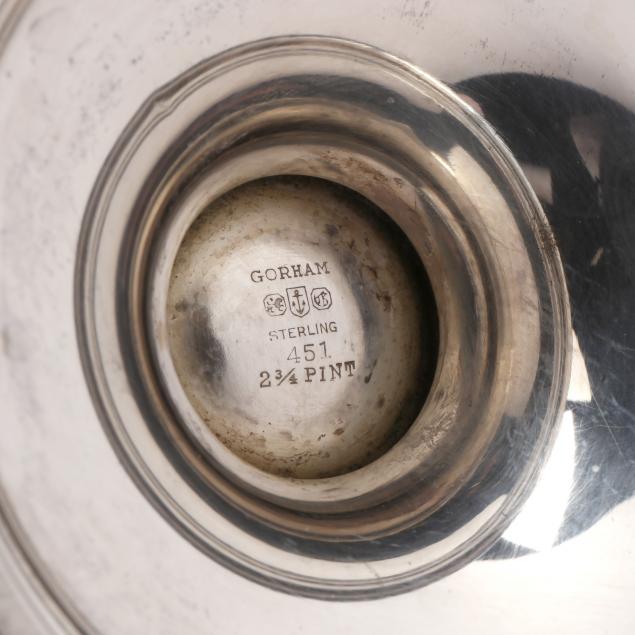 GORHAM
STERLING
451
2¾ PINT